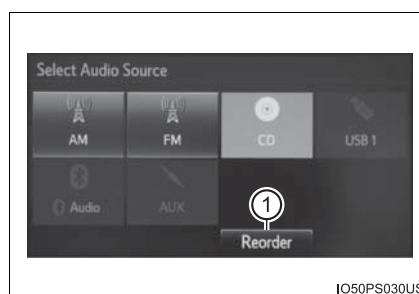 Select Audio Source
AM FM CD USB 1
Audio AUX
1
Reorder
IO50PS030US